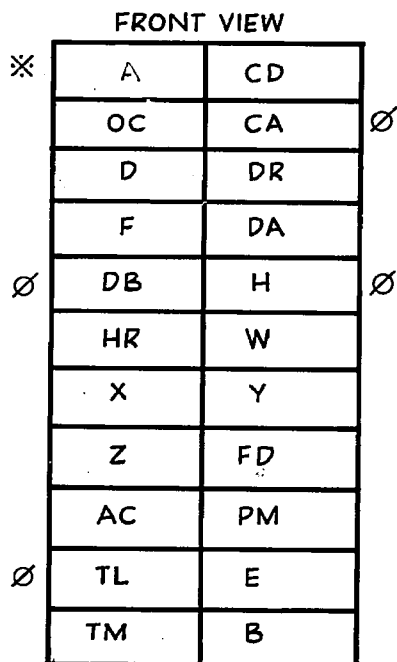 FRONT VIEW
※ A CD
OC CA Ø
D DR
F DA
Ø DB H Ø
HR W
X Y
Z FD
AC PM
Ø TL E
TM B